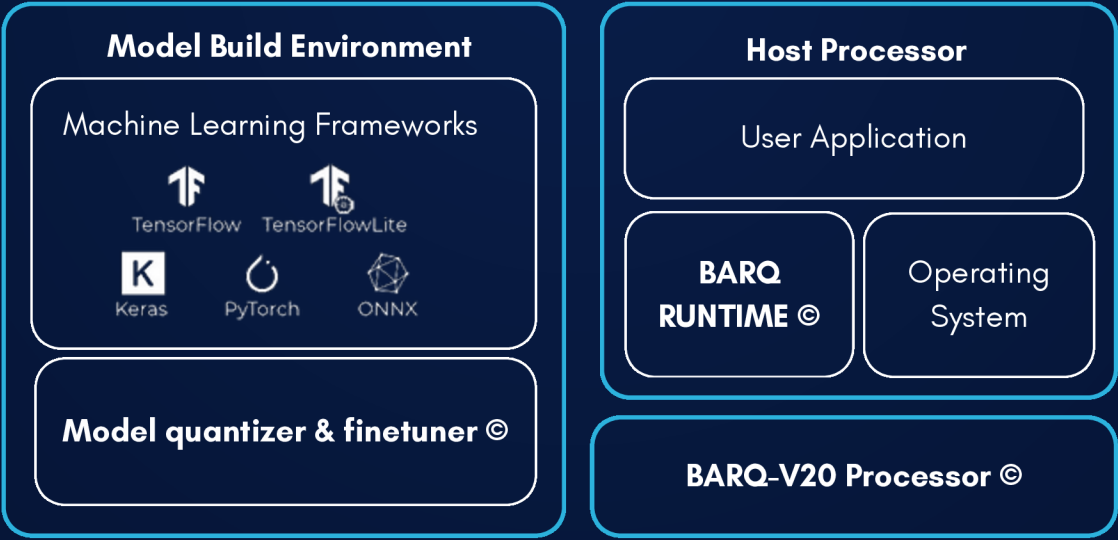 Model Build Environment
Machine Learning Frameworks
TensorFlow TensorFlowLite
K
Keras PyTorch ONNX
Model quantizer & finetuner ©
Host Processor
User Application
BARQ
RUNTIME ©
Operating
System
BARQ-V20 Processor ©